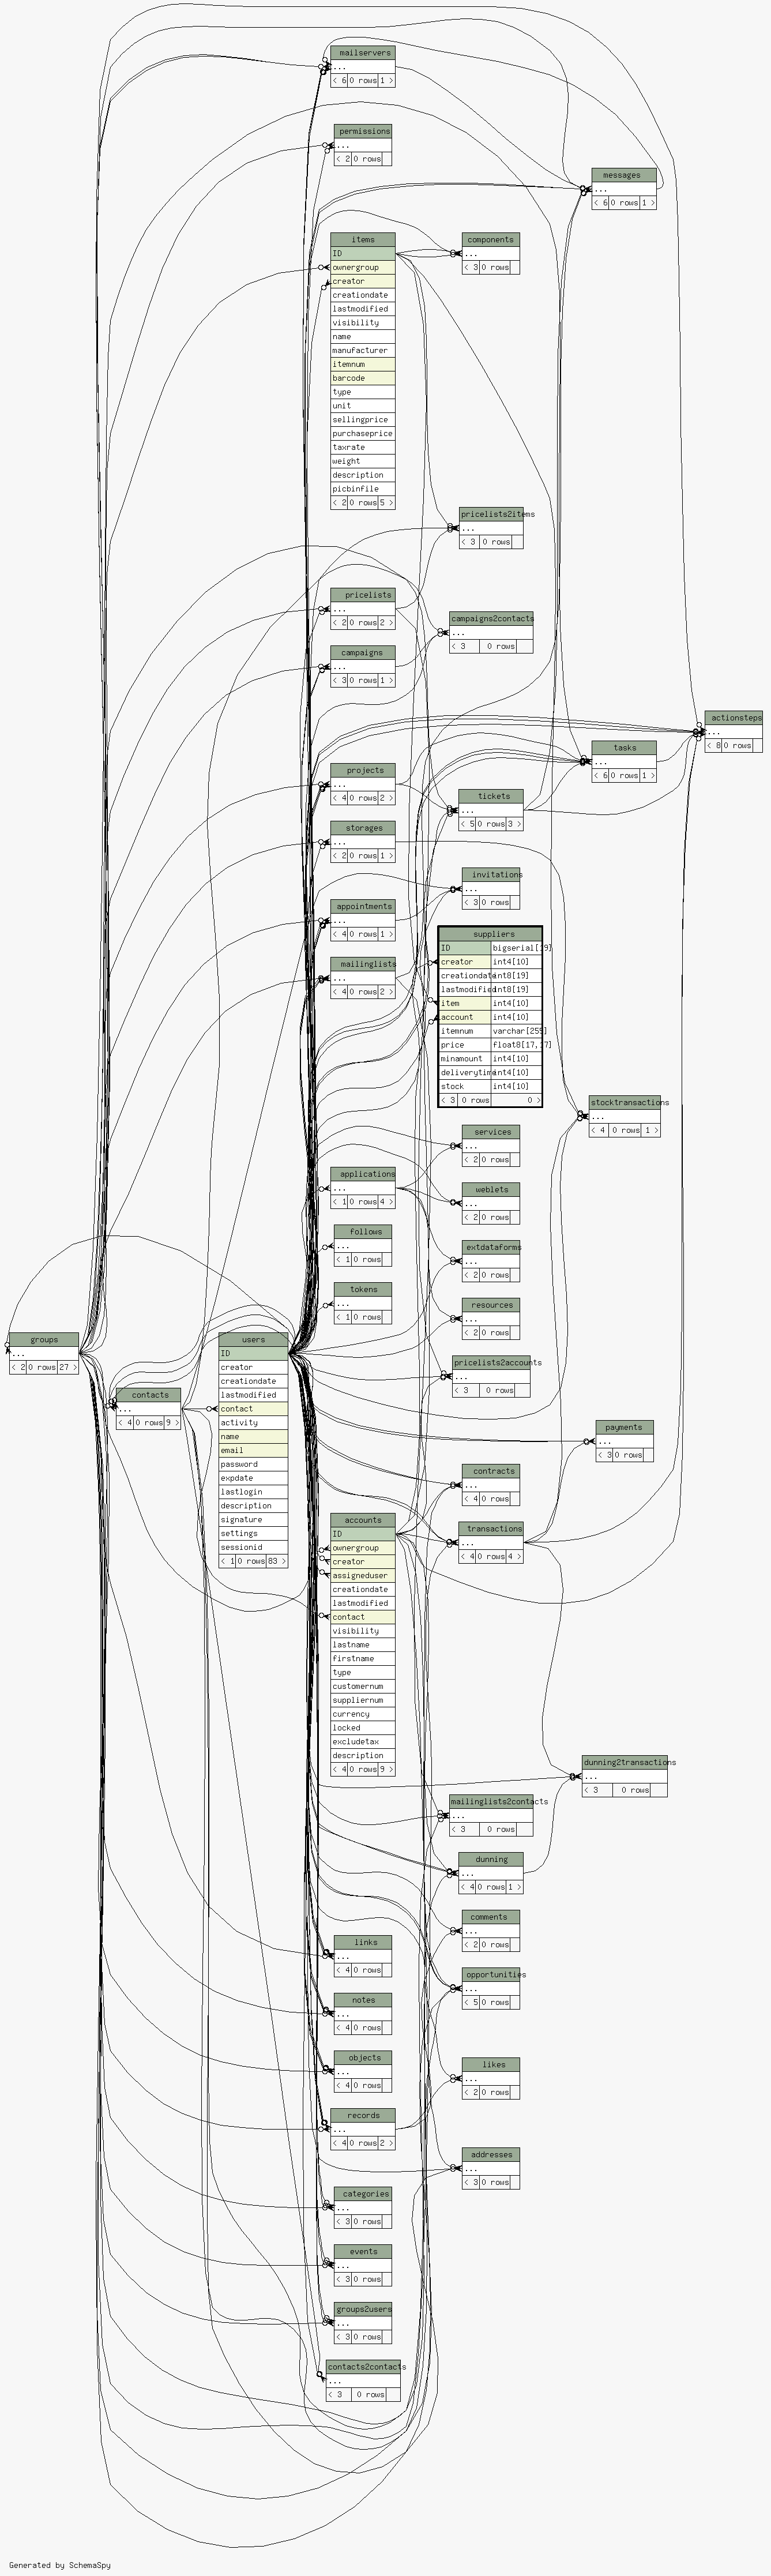 mailservers
...
< 6 0 rows 1 >
permissions
...
< 2 0 rows
messages
...
< 6 0 rows 1 >
items
ID
ownergroup
creator
creationdate
lastmodified
visibility
name
manufacturer
itemnum
barcode
type
unit
sellingprice
purchaseprice
taxrate
weight
description
picbinfile
< 2 0 rows 5 >
components
...
< 3 0 rows
pricelists2items
...
< 3 0 rows
pricelists
...
< 2 0 rows 2 >
campaigns2contacts
...
< 3 0 rows
campaigns
...
< 3 0 rows 1 >
actionsteps
...
< 8 0 rows
tasks
...
< 6 0 rows 1 >
projects
...
< 4 0 rows 2 >
tickets
...
< 5 0 rows 3 >
storages
...
< 2 0 rows 1 >
invitations
...
< 3 0 rows
appointments
...
< 4 0 rows 1 >
mailinglists
...
< 4 0 rows 2 >
suppliers
ID bigserial[19]
creator int4[10]
creationdate int8[19]
lastmodified int8[19]
item int4[10]
account int4[10]
itemnum varchar[255]
price float8[17,17]
minamount int4[10]
deliverytime int4[10]
stock int4[10]
< 3 0 rows 0 >
stocktransactions
...
< 4 0 rows 1 >
services
...
< 2 0 rows
applications
...
< 1 0 rows 4 >
weblets
...
< 2 0 rows
follows
...
< 1 0 rows
extdataforms
...
< 2 0 rows
tokens
...
< 1 0 rows
resources
...
< 2 0 rows
groups
...
< 2 0 rows 27 >
contacts
...
< 4 0 rows 9 >
users
ID
creator
creationdate
lastmodified
contact
activity
name
email
password
expdate
lastlogin
description
signature
settings
sessionid
< 1 0 rows 83 >
pricelists2accounts
...
< 3 0 rows
payments
...
< 3 0 rows
contracts
...
< 4 0 rows
accounts
ID
ownergroup
creator
assigneduser
creationdate
lastmodified
contact
visibility
lastname
firstname
type
customernum
suppliernum
currency
locked
excludetax
description
< 4 0 rows 9 >
transactions
...
< 4 0 rows 4 >
dunning2transactions
...
< 3 0 rows
mailinglists2contacts
...
< 3 0 rows
dunning
...
< 4 0 rows 1 >
comments
...
< 2 0 rows
links
...
< 4 0 rows
opportunities
...
< 5 0 rows
notes
...
< 4 0 rows
objects
...
< 4 0 rows
likes
...
< 2 0 rows
records
...
< 4 0 rows 2 >
addresses
...
< 3 0 rows
categories
...
< 3 0 rows
events
...
< 3 0 rows
groups2users
...
< 3 0 rows
contacts2contacts
...
< 3 0 rows
Generated by SchemaSpy